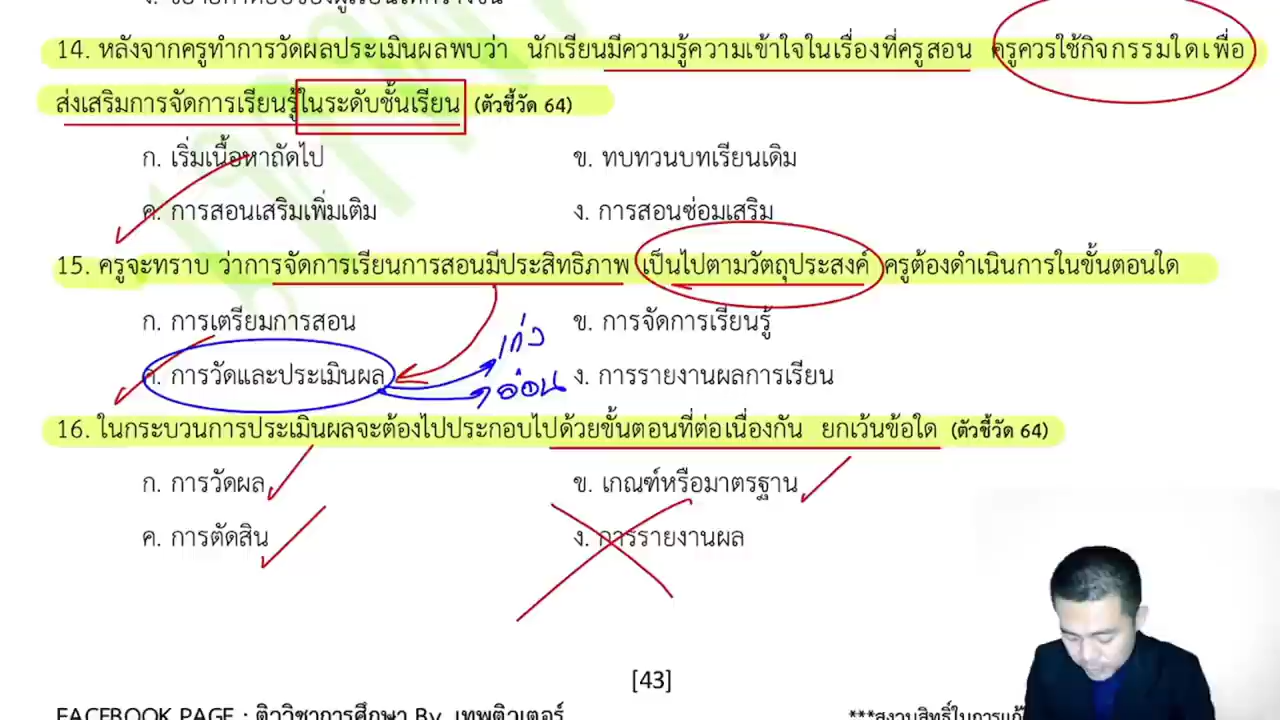 14. หลังจากครูทำการวัดผลประเมินผลพบว่า นักเรียนมีความรู้ความเข้าใจในเรื่องที่ครูสอน ครูควรใช้กิจกรรมใดเพื่อ
ส่งเสริมการจัดการเรียนรู้ในระดับชั้นเรียน (ตัวชี้วัด 64)
ก. เริ่มเนื้อหาถัดไป ข. ทบทวนบทเรียนเดิม
ค. การสอนเสริมเพิ่มเติม ง. การสอนซ่อมเสริม
15. ครูจะทราบ ว่าการจัดการเรียนการสอนมีประสิทธิภาพ เป็นไปตามวัตถุประสงค์ ครูต้องดำเนินการในขั้นตอนใด
ก. การเตรียมการสอน ข. การจัดการเรียนรู้
เก่ง
ค. การวัดและประเมินผล ง. การรายงานผลการเรียน
อ่อน
16. ในกระบวนการประเมินผลจะต้องไปประกอบไปด้วยขั้นตอนที่ต่อเนื่องกัน ยกเว้นข้อใด (ตัวชี้วัด 64)
ก. การวัดผล ข. เกณฑ์หรือมาตรฐาน
ค. การตัดสิน ง. การรายงานผล
[43]
FACEBOOK PAGE : ติววิชาการศึกษา By เทพติวเตอร์ ***สงวนสิทธิ์ในการแก้ไ